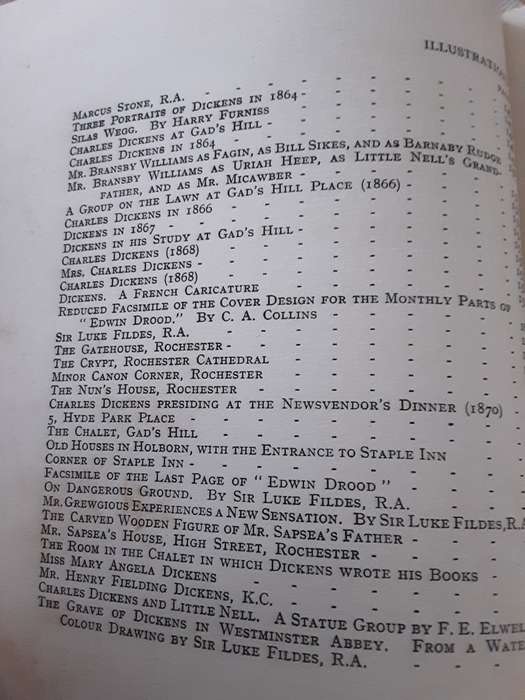 ILLUSTRATIO
MARCUS STONE, R.A. - - - - - - - -
THREE PORTRAITS OF DICKENS IN 1864 - - - - - -
SILAS WEGG. BY HARRY FURNISS - - - - - -
CHARLES DICKENS AT GAD'S HILL - - - - - -
CHARLES DICKENS IN 1864 - - - - - - -
MR. BRANSBY WILLIAMS AS FAGIN, AS BILL SIKES, AND AS BARNABY RUDGE
MR. BRANSBY WILLIAMS AS URIAH HEEP, AS LITTLE NELL'S GRAND-
FATHER, AND AS MR. MICAWBER - - - - - -
A GROUP ON THE LAWN AT GAD'S HILL PLACE (1866) - - - -
CHARLES DICKENS IN 1866 - - - - - - -
DICKENS IN 1867 - - - - - - - -
DICKENS IN HIS STUDY AT GAD'S HILL - - - - - -
CHARLES DICKENS (1868) - - - - - - -
MRS. CHARLES DICKENS - - - - - - - -
CHARLES DICKENS (1868) - - - - - - -
DICKENS. A FRENCH CARICATURE - - - - - -
REDUCED FACSIMILE OF THE COVER DESIGN FOR THE MONTHLY PARTS OF
"EDWIN DROOD." BY C. A. COLLINS - - - - - -
SIR LUKE FILDES, R.A. - - - - - - - -
THE GATEHOUSE, ROCHESTER - - - - - - - -
THE CRYPT, ROCHESTER CATHEDRAL - - - - - -
MINOR CANON CORNER, ROCHESTER - - - - - -
THE NUN'S HOUSE, ROCHESTER - - - - - - -
CHARLES DICKENS PRESIDING AT THE NEWSVENDOR'S DINNER (1870) -
5, HYDE PARK PLACE - - - - - - - -
THE CHALET, GAD'S HILL - - - - - - -
OLD HOUSES IN HOLBORN, WITH THE ENTRANCE TO STAPLE INN - -
CORNER OF STAPLE INN - - - - - - - -
FACSIMILE OF THE LAST PAGE OF "EDWIN DROOD" - - - -
ON DANGEROUS GROUND. BY SIR LUKE FILDES, R.A. - - -
MR. GREWGIOUS EXPERIENCES A NEW SENSATION. BY SIR LUKE FILDES, R.A
THE CARVED WOODEN FIGURE OF MR. SAPSEA'S FATHER - - - -
MR. SAPSEA'S HOUSE, HIGH STREET, ROCHESTER - - - - -
THE ROOM IN THE CHALET IN WHICH DICKENS WROTE HIS BOOKS -
MISS MARY ANGELA DICKENS - - - - - - -
MR. HENRY FIELDING DICKENS, K.C. - - - - - -
CHARLES DICKENS AND LITTLE NELL. A STATUE GROUP BY F. E. ELWEL
THE GRAVE OF DICKENS IN WESTMINSTER ABBEY. FROM A WATE
COLOUR DRAWING BY SIR LUKE FILDES, R.A. - - -